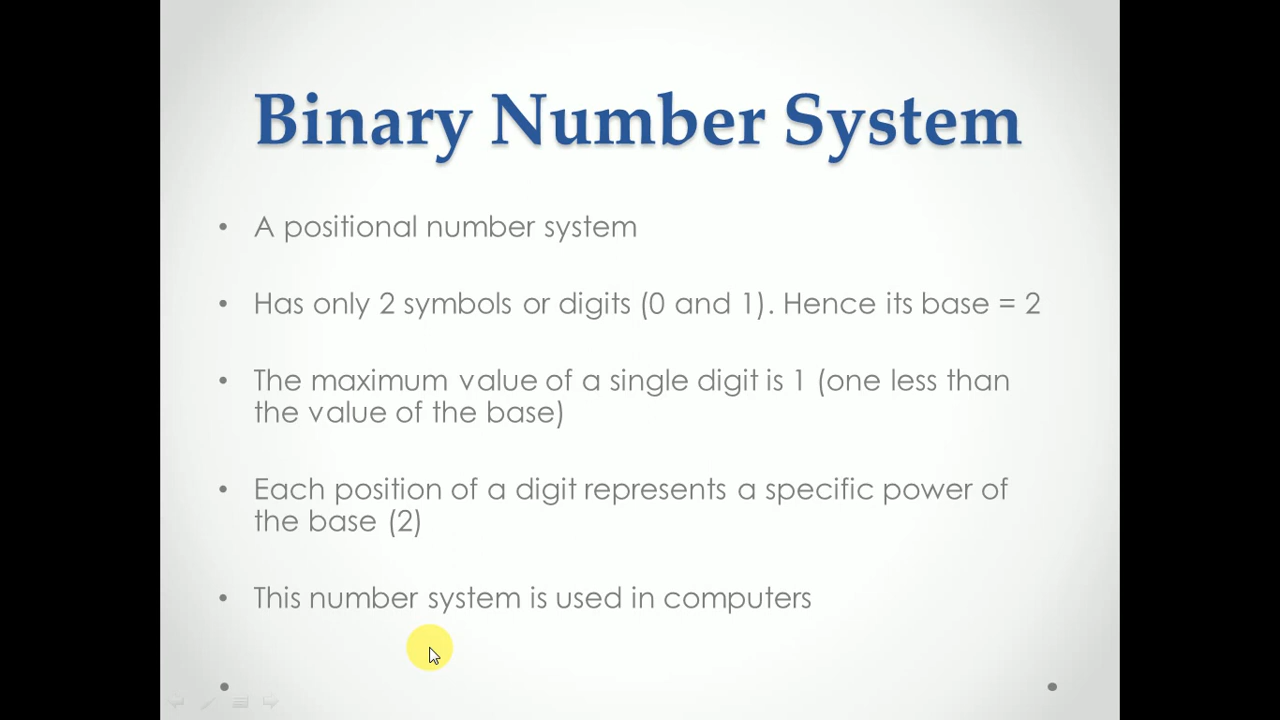 Binary Number System
• A positional number system
• Has only 2 symbols or digits (0 and 1). Hence its base = 2
• The maximum value of a single digit is 1 (one less than
the value of the base)
• Each position of a digit represents a specific power of
the base (2)
• This number system is used in computers